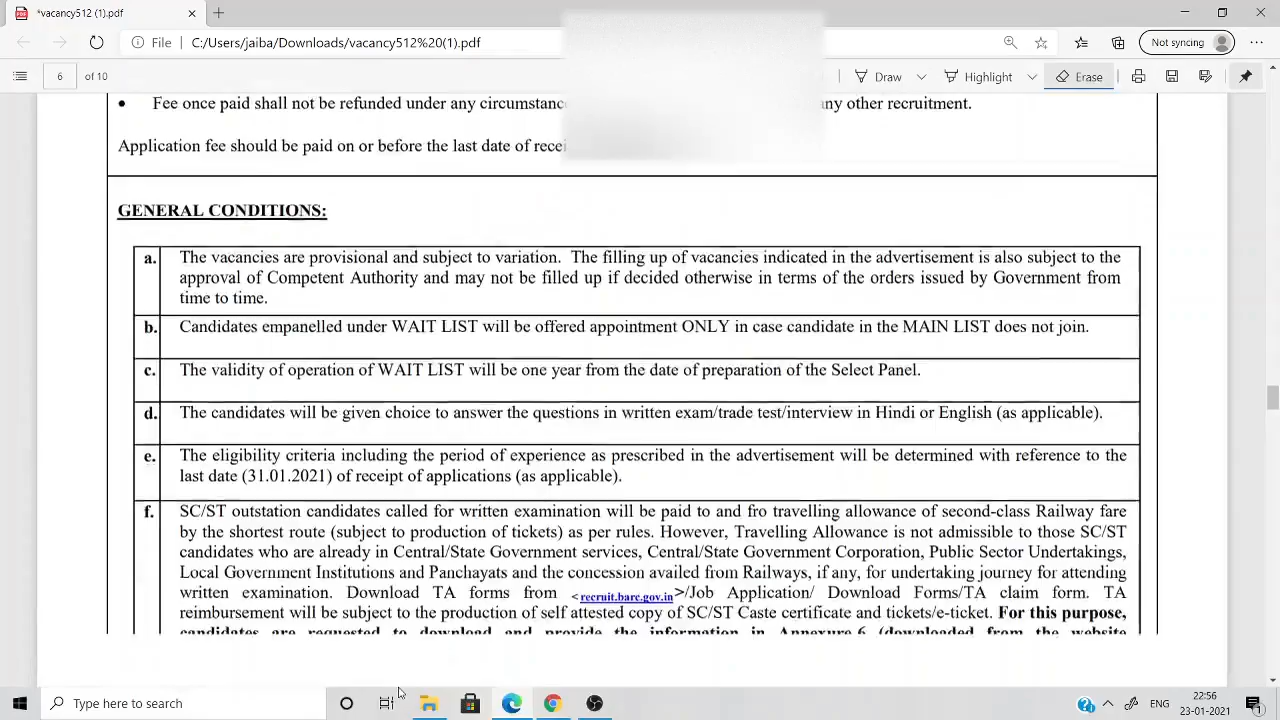 *vacancy512 (1).pdf
File
C:/Users/jaiba/Downloads/vacancy512%20(1).pdf
Not syncing
6 of 10
Draw
Highlight
Erase
• Fee once paid shall not be refunded under any other recruitment.
Application fee should be paid on or before the last date of
GENERAL CONDITIONS:
a. The vacancies are provisional and subject to variation. The filling up of vacancies indicated in the advertisement is also subject to the
approval of Competent Authority and may not be filled up if decided otherwise in terms of the orders issued by Government from
time to time.
b. Candidates empanelled under WAIT LIST will be offered appointment ONLY in case candidate in the MAIN LIST does not join.
c. The validity of operation of WAIT LIST will be one year from the date of preparation of the Select Panel.
d. The candidates will be given choice to answer the questions in written exam/trade test/interview in Hindi or English (as applicable).
e. The eligibility criteria including the period of experience as prescribed in the advertisement will be determined with reference to the
last date (31.01.2021) of receipt of applications (as applicable).
f. SC/ST outstation candidates called for written examination will be paid to and fro travelling allowance of second-class Railway fare
by the shortest route (subject to production of tickets) as per rules. However, Travelling Allowance is not admissible to those SC/ST
candidates who are already in Central/State Government services, Central/State Government Corporation, Public Sector Undertakings,
Local Government Institutions and Panchayats and the concession availed from Railways, if any, for undertaking journey for attending
written examination. Download TA forms from <recruit.barc.gov.in>/Job Application/ Download Forms/TA claim form. TA
reimbursement will be subject to the production of self attested copy of SC/ST Caste certificate and tickets/e-ticket. For this purpose,
candidates are requested to download and provide the information in Annexure 6 (downloaded from the website
Type here to search
22:56
ENG
23-01-2021